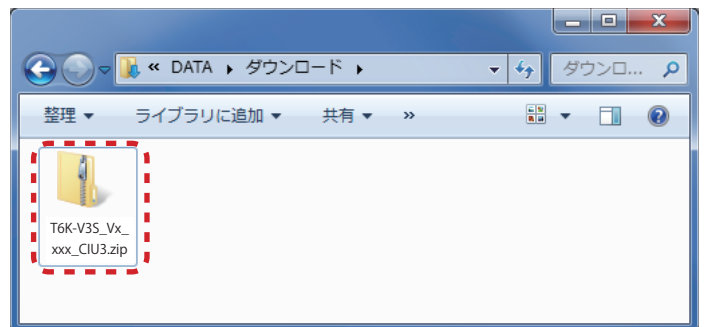 « DATA ▸ ダウンロード ▸ ダウンロ...
整理 ▼ ライブラリに追加 ▼ 共有 ▼ »
T6K-V3S_Vx_
xxx_CIU3.zip